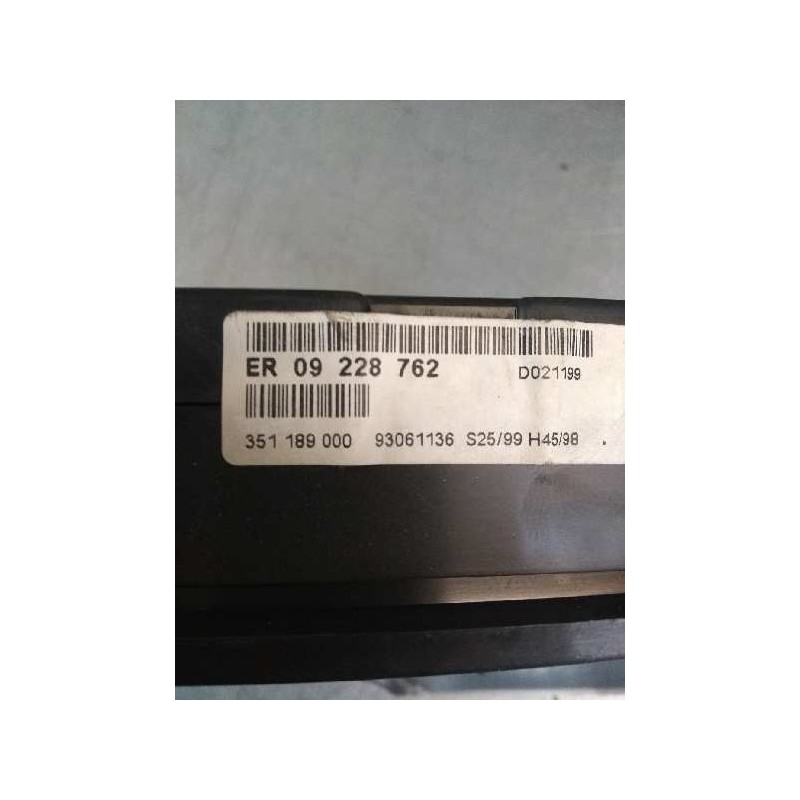 ER 09 228 762 D021199
351 189 000 93061136 S25/99 H45/98 .